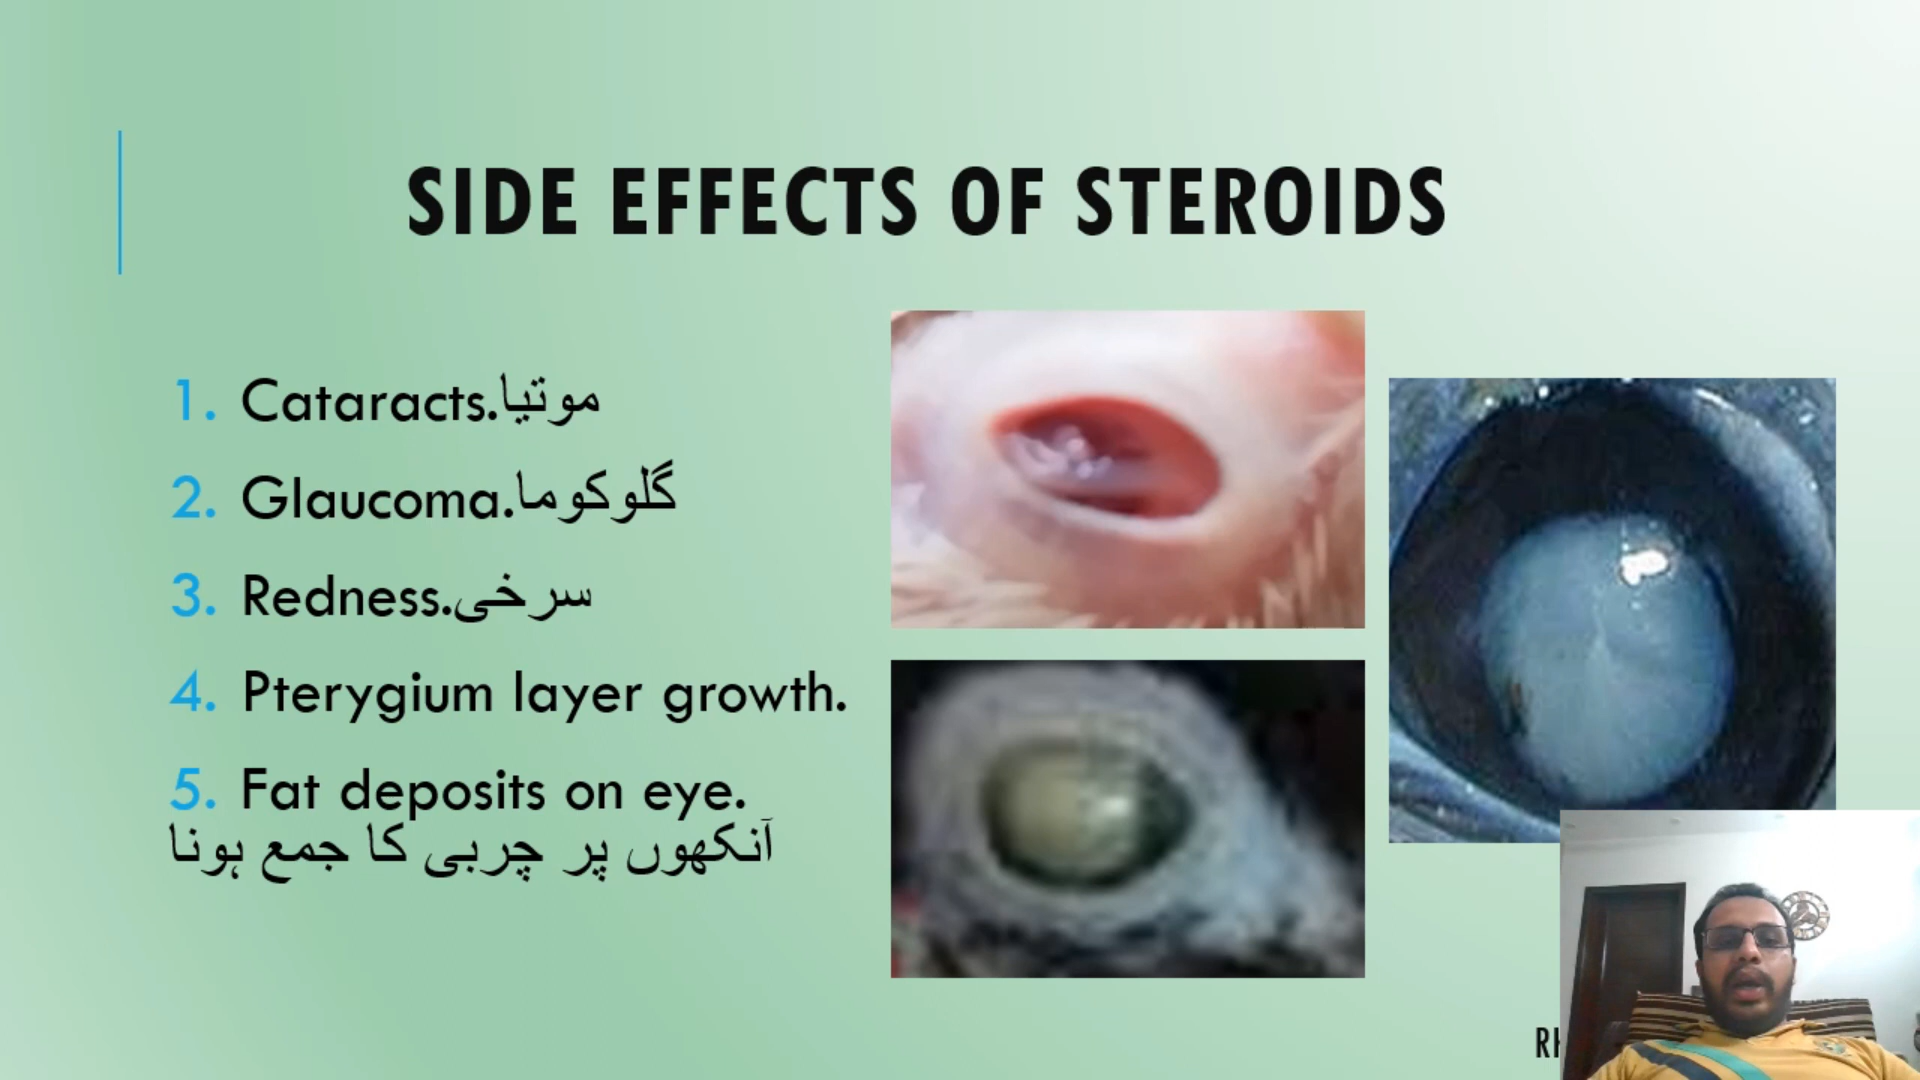 SIDE EFFECTS OF STEROIDS
1. Cataracts.موتیا
2. Glaucoma.گلوکوما
3. Redness.سرخی
4. Pterygium layer growth.
5. Fat deposits on eye.
آنکھوں پر چربی کا جمع ہونا